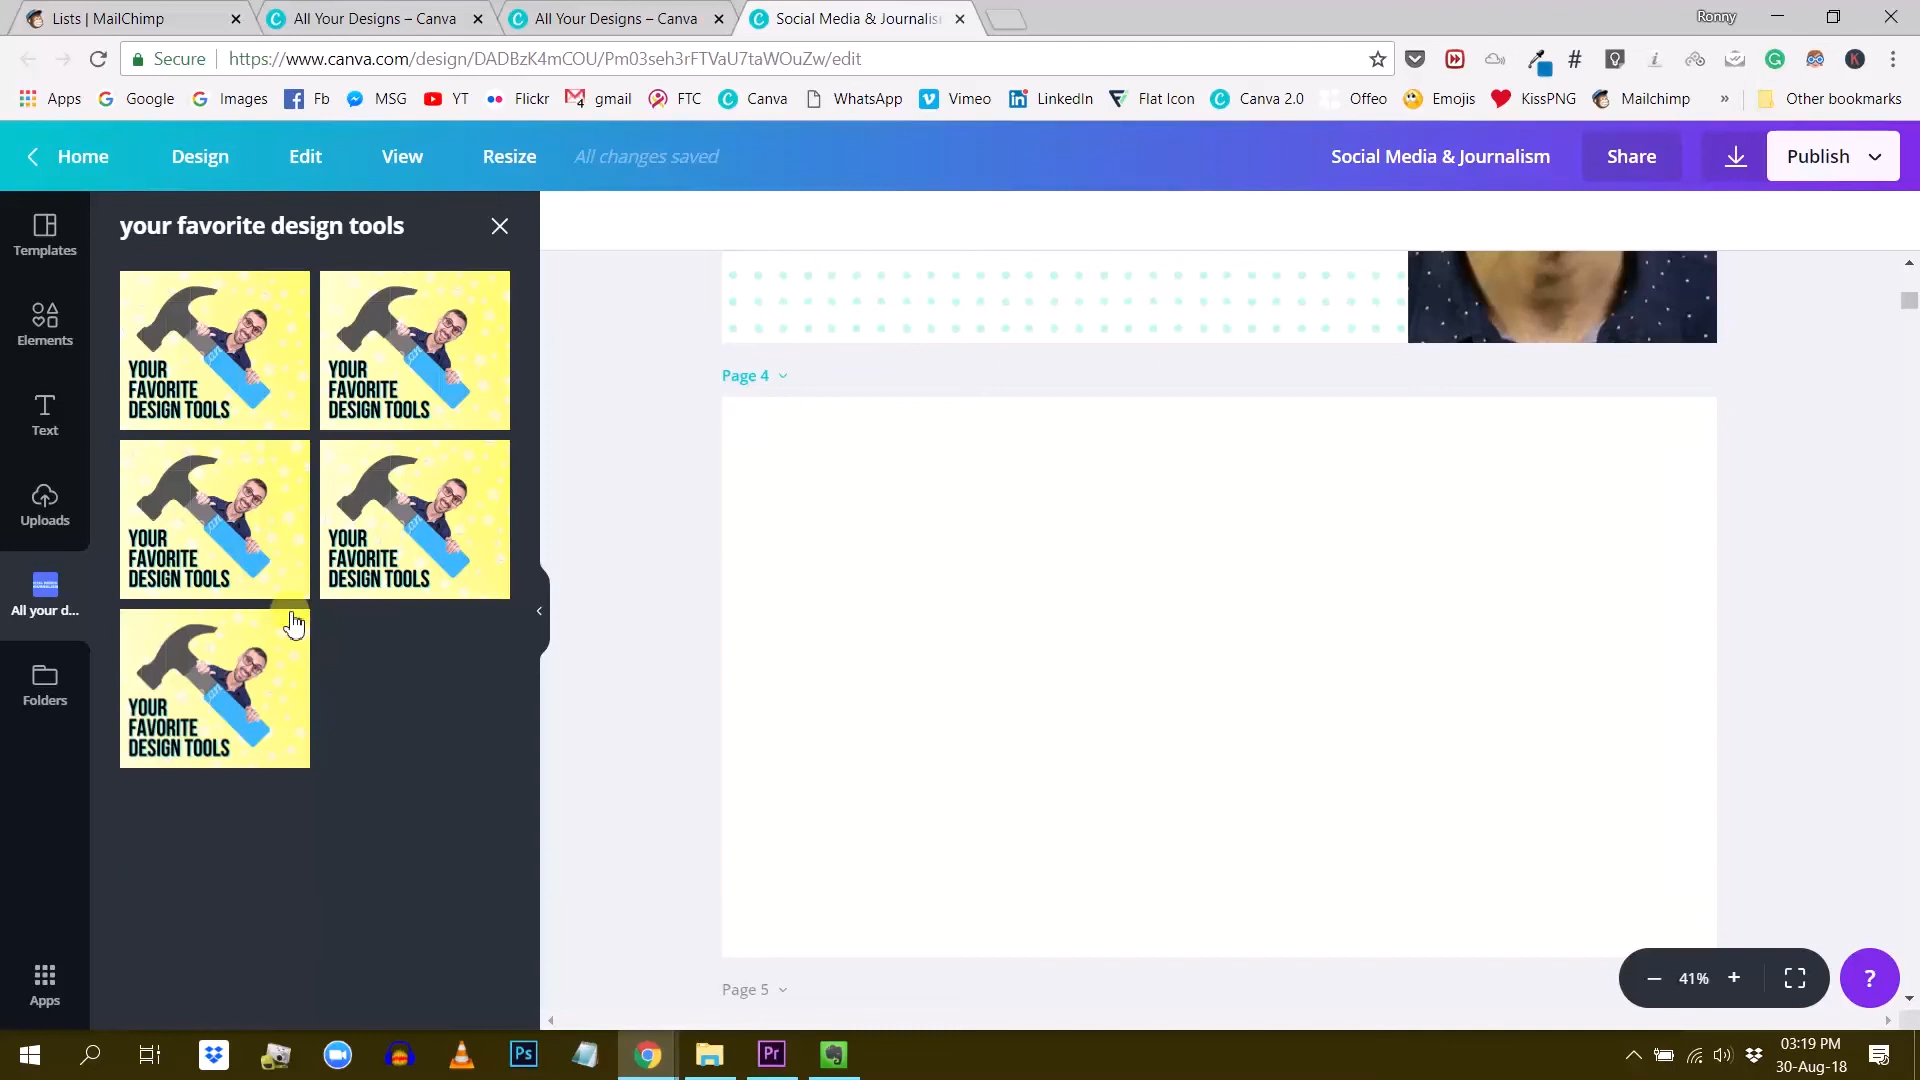 Lists | MailChimp
All Your Designs – Canva
All Your Designs – Canva
Social Media & Journalis
Ronny
Secure
https://www.canva.com/design/DADBzK4mCOU/Pm03seh3rFTVaU7taWOuZw/edit
Apps
Google
Images
Fb
MSG
YT
Flickr
gmail
FTC
Canva
WhatsApp
Vimeo
LinkedIn
Flat Icon
Canva 2.0
Offeo
Emojis
KissPNG
Mailchimp
»
Other bookmarks
Home
Design
Edit
View
Resize
All changes saved
Social Media & Journalism
Share
Publish
Templates
Elements
Text
Uploads
All your d...
Folders
Apps
your favorite design tools
YOUR
FAVORITE
DESIGN TOOLS
YOUR
FAVORITE
DESIGN TOOLS
YOUR
FAVORITE
DESIGN TOOLS
YOUR
FAVORITE
DESIGN TOOLS
YOUR
FAVORITE
DESIGN TOOLS
Page 4
Page 5
41%
?
Ps
Pr
03:19 PM
30-Aug-18